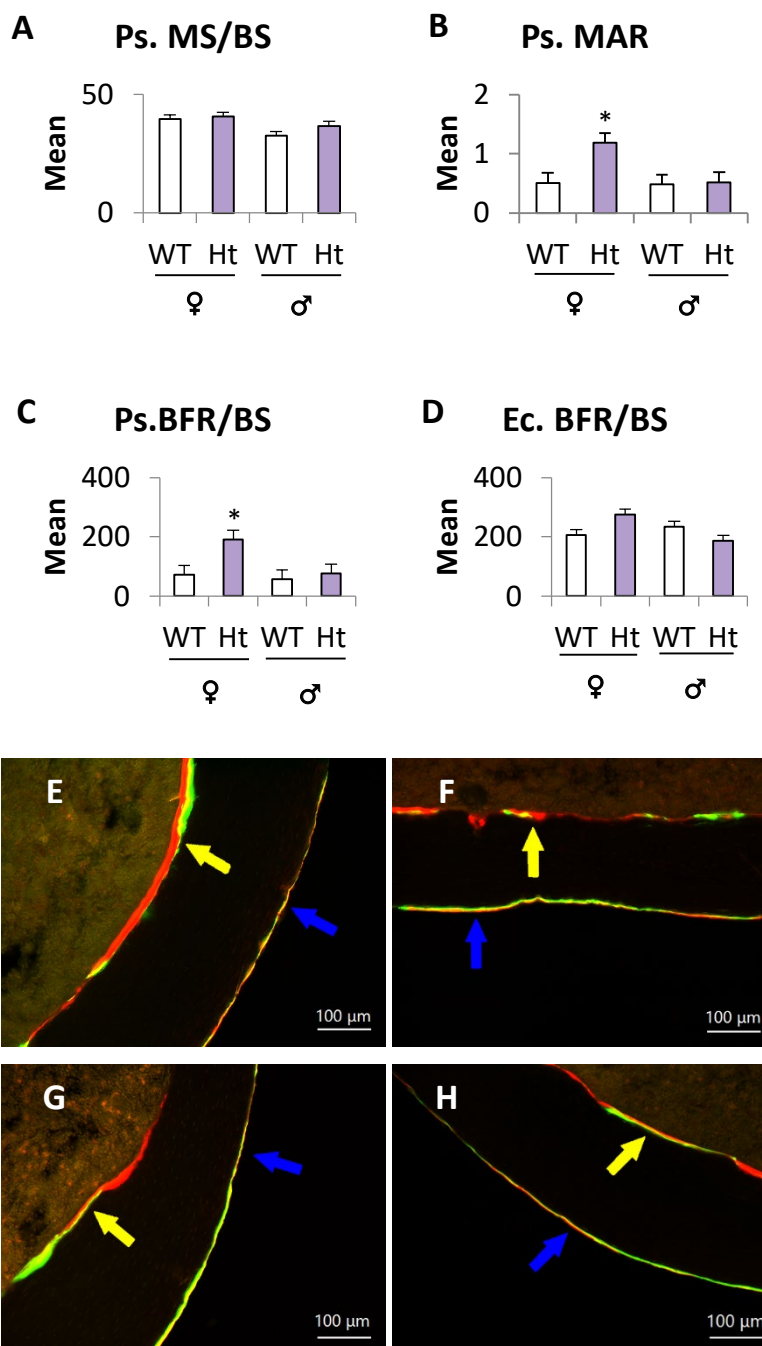 A Ps. MS/BS
50
Mean
0
WT Ht WT Ht
♀ ♂
B Ps. MAR
2
*
Mean
1
0
WT Ht WT Ht
♀ ♂
C Ps.BFR/BS
400
*
Mean
200
0
WT Ht WT Ht
♀ ♂
D Ec. BFR/BS
400
Mean
200
0
WT Ht WT Ht
♀ ♂
E
100 µm
F
100 µm
G
100 µm
H
100 µm